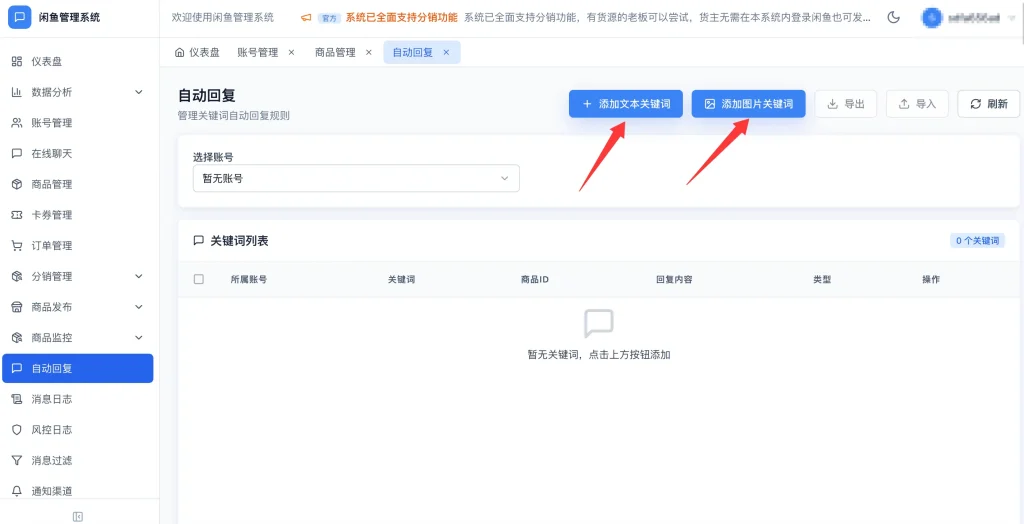 闲鱼管理系统
欢迎使用闲鱼管理系统
官方 系统已全面支持分销功能 系统已全面支持分销功能，有货源的老板可以尝试，货主无需在本系统内登录闲鱼也可发...
仪表盘
账号管理 ×
商品管理 ×
自动回复 ×
仪表盘
数据分析
账号管理
在线聊天
商品管理
卡券管理
订单管理
分销管理
商品发布
商品监控
自动回复
消息日志
风控日志
消息过滤
通知渠道
自动回复
管理关键词自动回复规则
+ 添加文本关键词
添加图片关键词
导出
导入
刷新
选择账号
暂无账号
关键词列表
0 个关键词
所属账号 关键词 商品ID 回复内容 类型 操作
暂无关键词，点击上方按钮添加